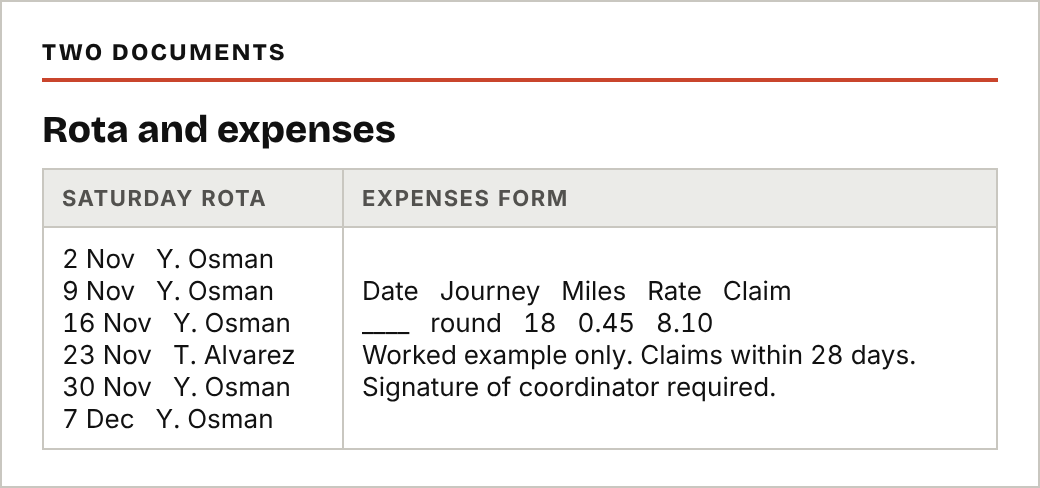 TWO DOCUMENTS
Rota and expenses
SATURDAY ROTA
2 Nov Y. Osman
9 Nov Y. Osman
16 Nov Y. Osman
23 Nov T. Alvarez
30 Nov Y. Osman
7 Dec Y. Osman
EXPENSES FORM
Date Journey Miles Rate Claim
____ round 18 0.45 8.10
Worked example only. Claims within 28 days.
Signature of coordinator required.